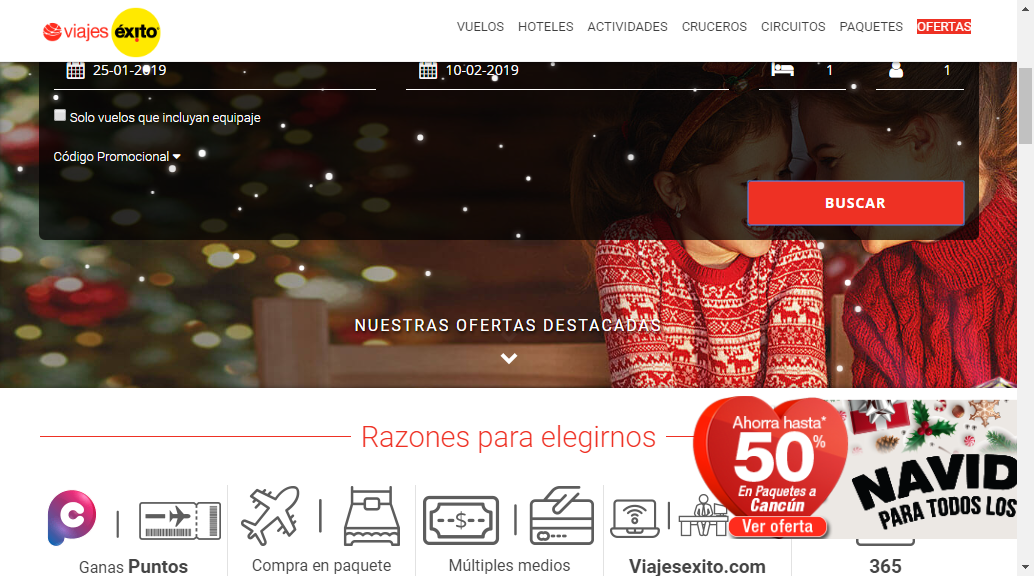 viajes éxito
VUELOS HOTELES ACTIVIDADES CRUCEROS CIRCUITOS PAQUETES OFERTAS
25-01-2019 10-02-2019 1 1
Solo vuelos que incluyan equipaje
Código Promocional
BUSCAR
NUESTRAS OFERTAS DESTACADAS
Razones para elegirnos
Ahorra hasta*
50%
En Paquetes a
Cancún
Ver oferta
NAVID
PARA TODOS LOS
C
$
Ganas Puntos
Compra en paquete
Múltiples medios
Viajesexito.com
365